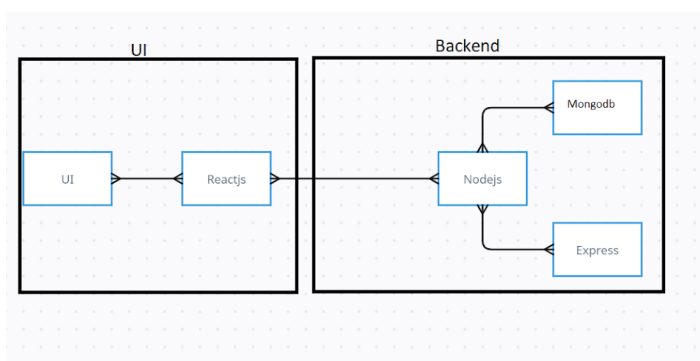 UI
Backend
UI
Reactjs
Nodejs
Mongodb
Express